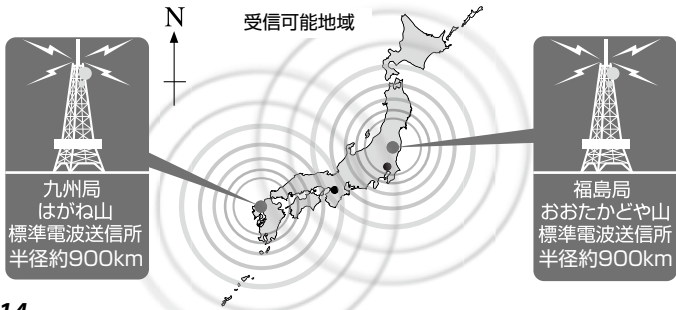 N
受信可能地域
九州局
はがね山
標準電波送信所
半径約900km
福島局
おおたかどや山
標準電波送信所
半径約900km